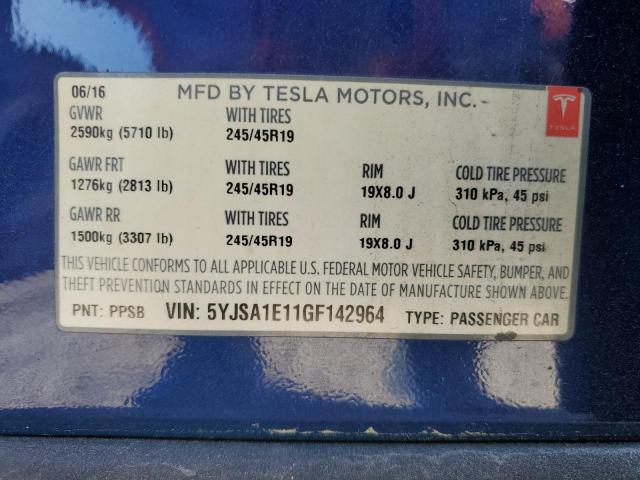 06/16 MFD BY TESLA MOTORS, INC.
TESLA
GVWR WITH TIRES
2590kg (5710 lb) 245/45R19
GAWR FRT WITH TIRES RIM COLD TIRE PRESSURE
1276kg (2813 lb) 245/45R19 19X8.0 J 310 kPa, 45 psi
GAWR RR WITH TIRES RIM COLD TIRE PRESSURE
1500kg (3307 lb) 245/45R19 19X8.0 J 310 kPa, 45 psi
THIS VEHICLE CONFORMS TO ALL APPLICABLE U.S. FEDERAL MOTOR VEHICLE SAFETY, BUMPER, AND
THEFT PREVENTION STANDARDS IN EFFECT ON THE DATE OF MANUFACTURE SHOWN ABOVE.
PNT: PPSB VIN: 5YJSA1E11GF142964 TYPE: PASSENGER CAR